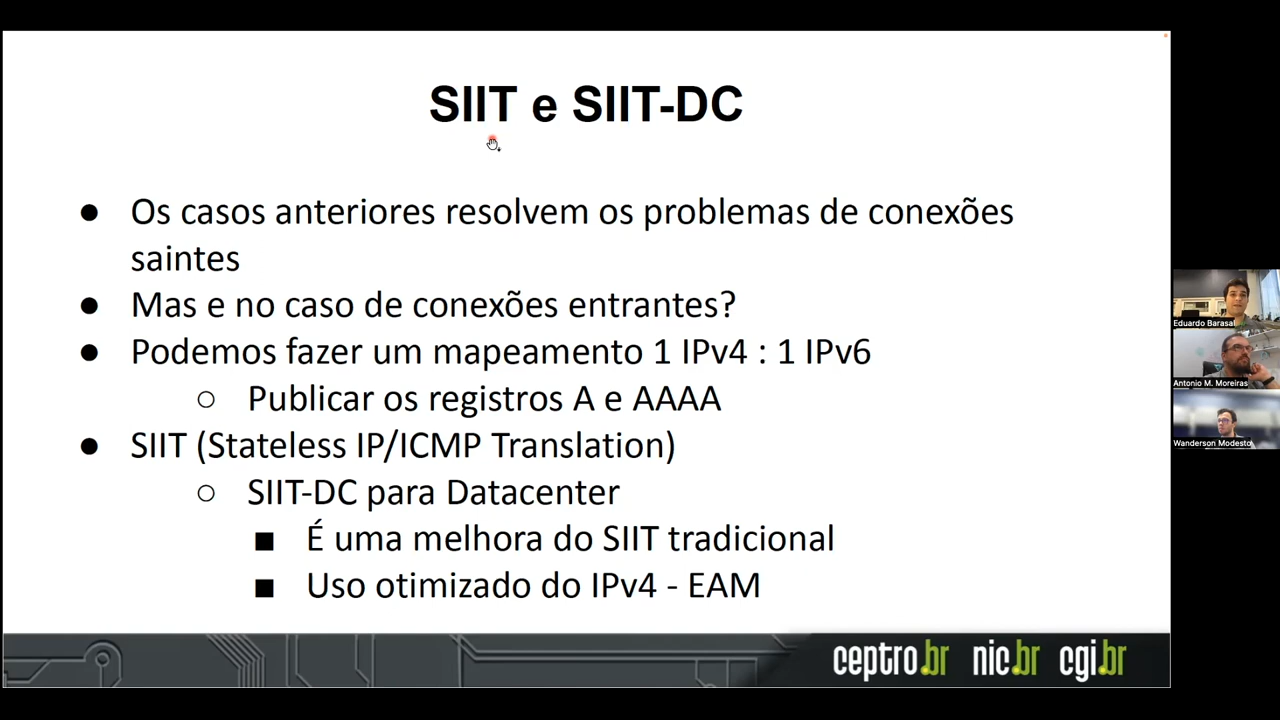 SIIT e SIIT-DC
● Os casos anteriores resolvem os problemas de conexões
saintes
● Mas e no caso de conexões entrantes?
● Podemos fazer um mapeamento 1 IPv4 : 1 IPv6
○ Publicar os registros A e AAAA
● SIIT (Stateless IP/ICMP Translation)
○ SIIT-DC para Datacenter
■ É uma melhora do SIIT tradicional
■ Uso otimizado do IPv4 - EAM
ceptro.br nic.br cgi.br
Eduardo Barasal
Antonio M. Moreiras
Wanderson Modesto